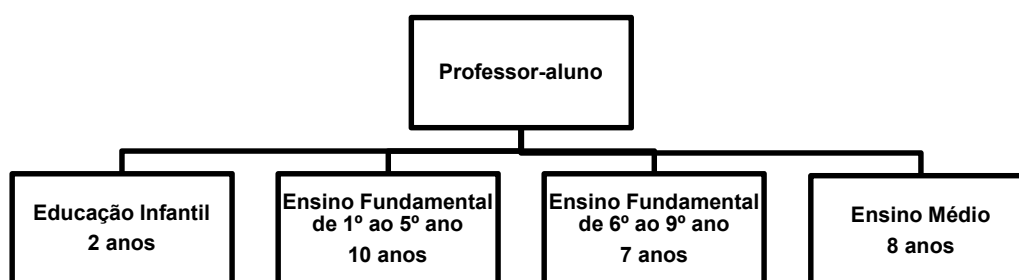 Professor-aluno
Educação Infantil
2 anos
Ensino Fundamental
de 1º ao 5º ano
10 anos
Ensino Fundamental
de 6º ao 9º ano
7 anos
Ensino Médio
8 anos